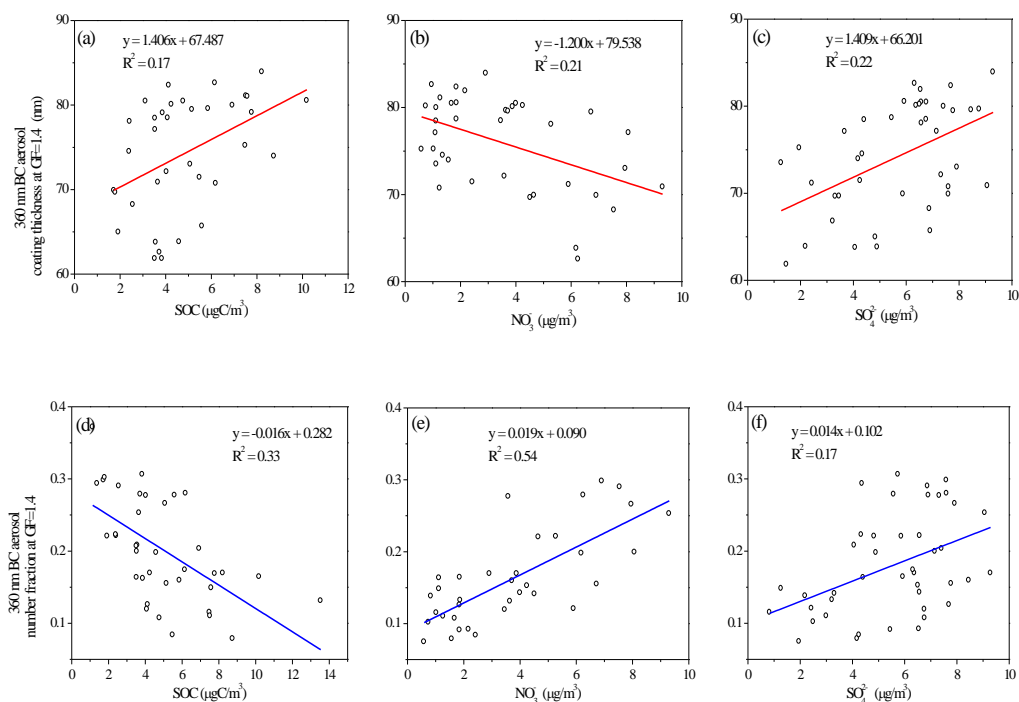 (a)
y = 1.406x + 67.487
R² = 0.17
90
80
70
60
0 2 4 6 8 10 12
SOC (μgC/m³)
360 nm BC aerosol
coating thickness at GF=1.4 (nm)
(b)
y = -1.200x + 79.538
R² = 0.21
90
80
70
60
0 2 4 6 8 10
NO₃⁻ (μg/m³)
(c)
y = 1.409x + 66.201
R² = 0.22
90
80
70
60
0 2 4 6 8 10
SO₄²⁻ (μg/m³)
(d)
y = -0.016x + 0.282
R² = 0.33
0.4
0.3
0.2
0.1
0.0
0 2 4 6 8 10 12 14
SOC (μgC/m³)
360 nm BC aerosol
number fraction at GF=1.4
(e)
y = 0.019x + 0.090
R² = 0.54
0.4
0.3
0.2
0.1
0.0
0 2 4 6 8 10
NO₃⁻ (μg/m³)
(f)
y = 0.014x + 0.102
R² = 0.17
0.4
0.3
0.2
0.1
0.0
0 2 4 6 8 10
SO₄²⁻ (μg/m³)